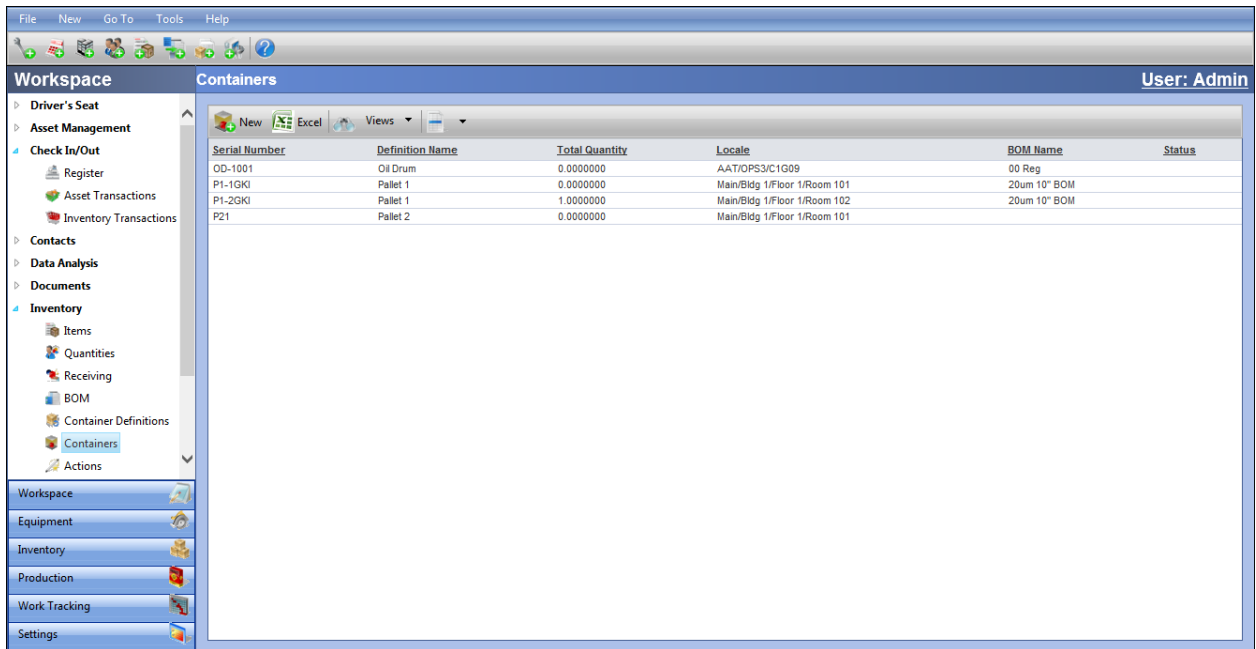 File New Go To Tools Help
Workspace
Containers
User: Admin
Driver's Seat
Asset Management
Check In/Out
Register
Asset Transactions
Inventory Transactions
Contacts
Data Analysis
Documents
Inventory
Items
Quantities
Receiving
BOM
Container Definitions
Containers
Actions
Workspace
Equipment
Inventory
Production
Work Tracking
Settings
New Excel Views
Serial Number Definition Name Total Quantity Locale BOM Name Status
OD-1001 Oil Drum 0.0000000 AAT/OPS3/C1G09 00 Reg
P1-1GKI Pallet 1 0.0000000 Main/Bldg 1/Floor 1/Room 101 20um 10" BOM
P1-2GKI Pallet 1 1.0000000 Main/Bldg 1/Floor 1/Room 102 20um 10" BOM
P21 Pallet 2 0.0000000 Main/Bldg 1/Floor 1/Room 101